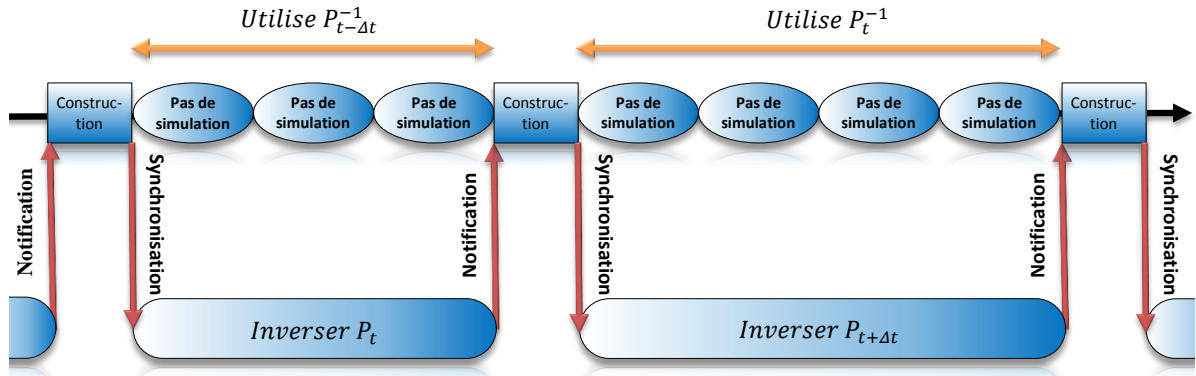 Utilise P_{t-Δt}^{-1}
Utilise P_t^{-1}
Construc-
tion
Pas de
simulation
Pas de
simulation
Pas de
simulation
Construc-
tion
Pas de
simulation
Pas de
simulation
Pas de
simulation
Pas de
simulation
Construc-
tion
Notification
Synchronisation
Notification
Synchronisation
Notification
Synchronisation
Inverser P_t
Inverser P_{t+Δt}